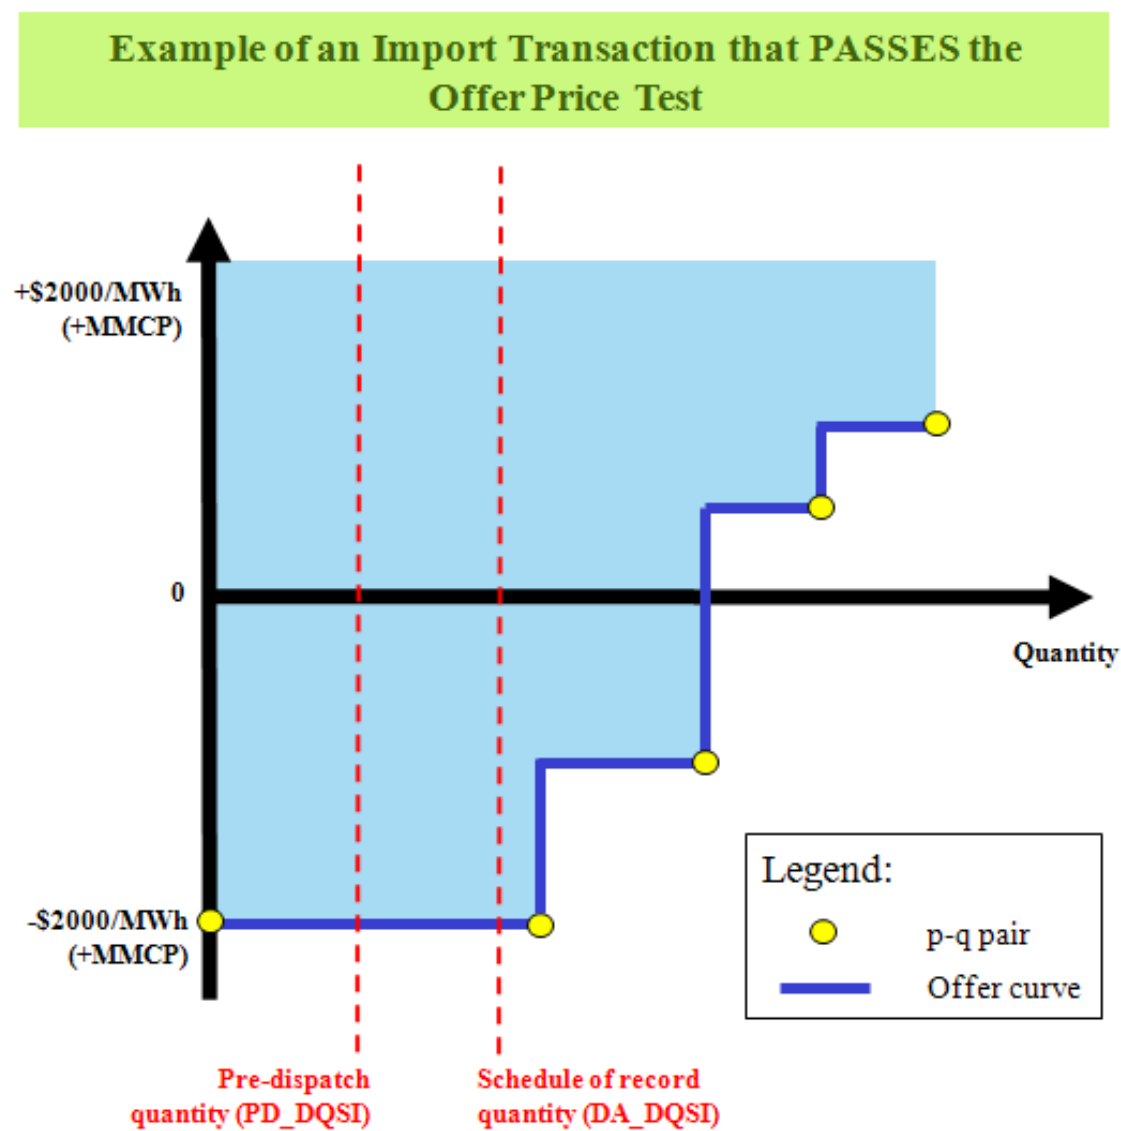 Example of an Import Transaction that PASSES the
Offer Price Test
+$2000/MWh
(+MMCP)
0
Quantity
-$2000/MWh
(+MMCP)
Legend:
p-q pair
Offer curve
Pre-dispatch
quantity (PD_DQSI)
Schedule of record
quantity (DA_DQSI)